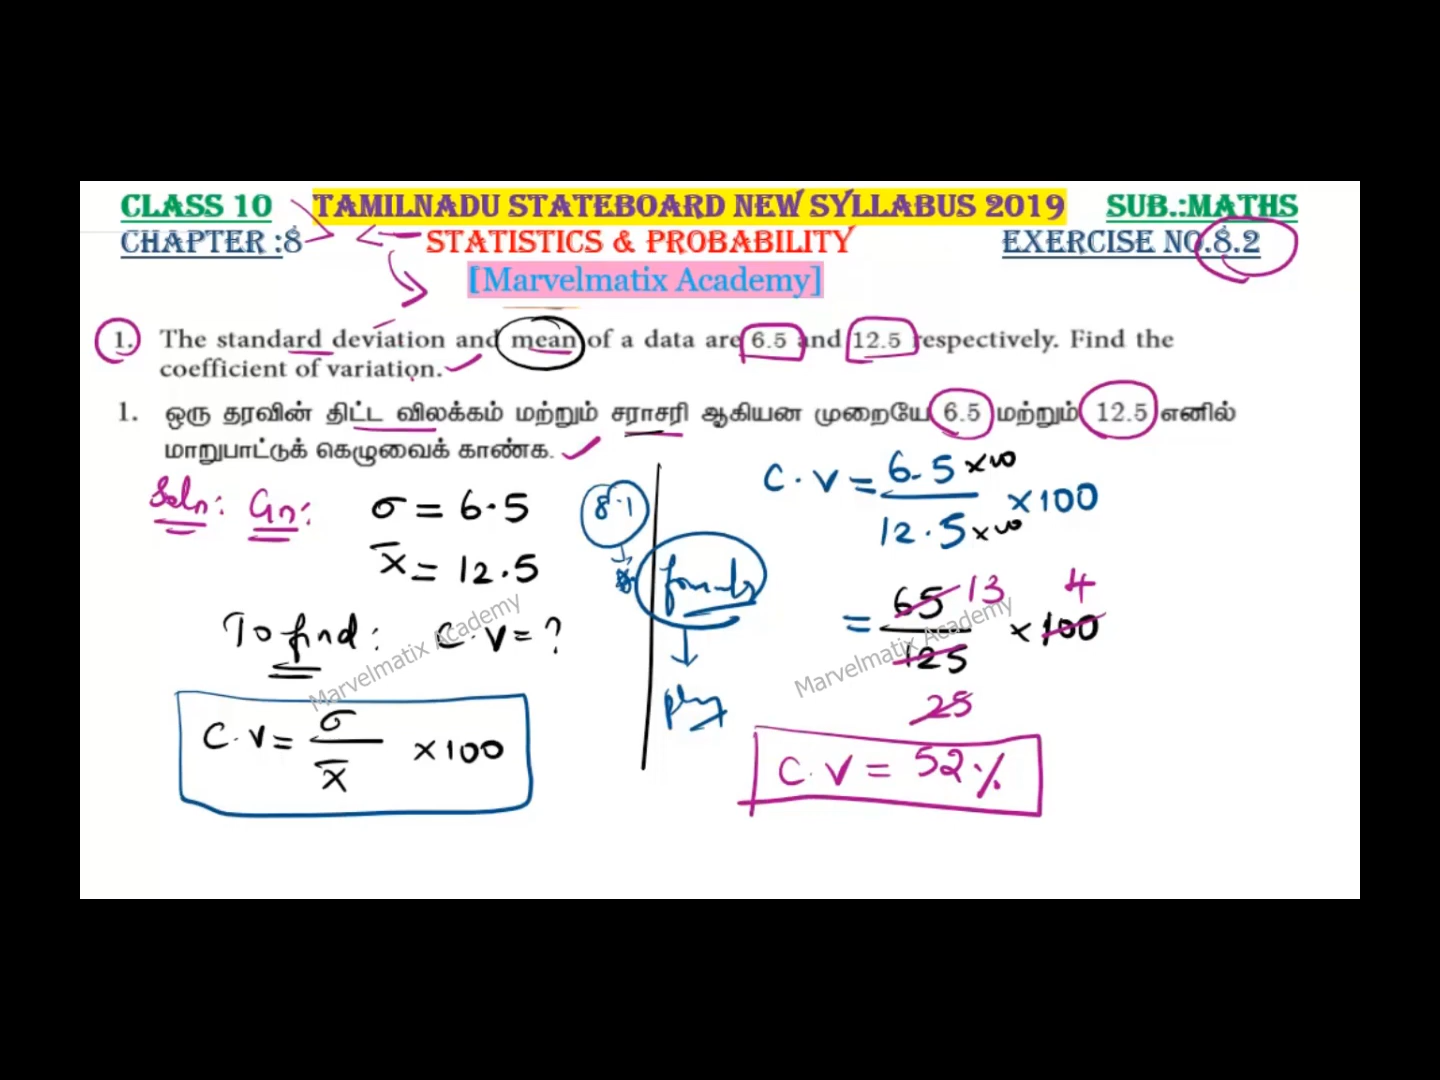 CLASS 10 TAMILNADU STATEBOARD NEW SYLLABUS 2019 SUB.:MATHS
CHAPTER :8 STATISTICS & PROBABILITY EXERCISE NO.8.2
[Marvelmatix Academy]
1. The standard deviation and mean of a data are 6.5 and 12.5 respectively. Find the
coefficient of variation.
1. ஒரு தரவின் திட்ட விலக்கம் மற்றும் சராசரி ஆகியன முறையே 6.5 மற்றும் 12.5 எனில்
மாறுபாட்டுக் கெழுவைக் காண்க.
Soln: Gn: σ = 6.5
x̄ = 12.5
To find: C.V = ?
C.V = σ/x̄ × 100
8.1
formula
C.V = 6.5 ×10 / 12.5 ×10 × 100
= 65 13 / 125 25 × 100 4
C.V = 52%
Marvelmatix Academy
Marvelmatix Academy